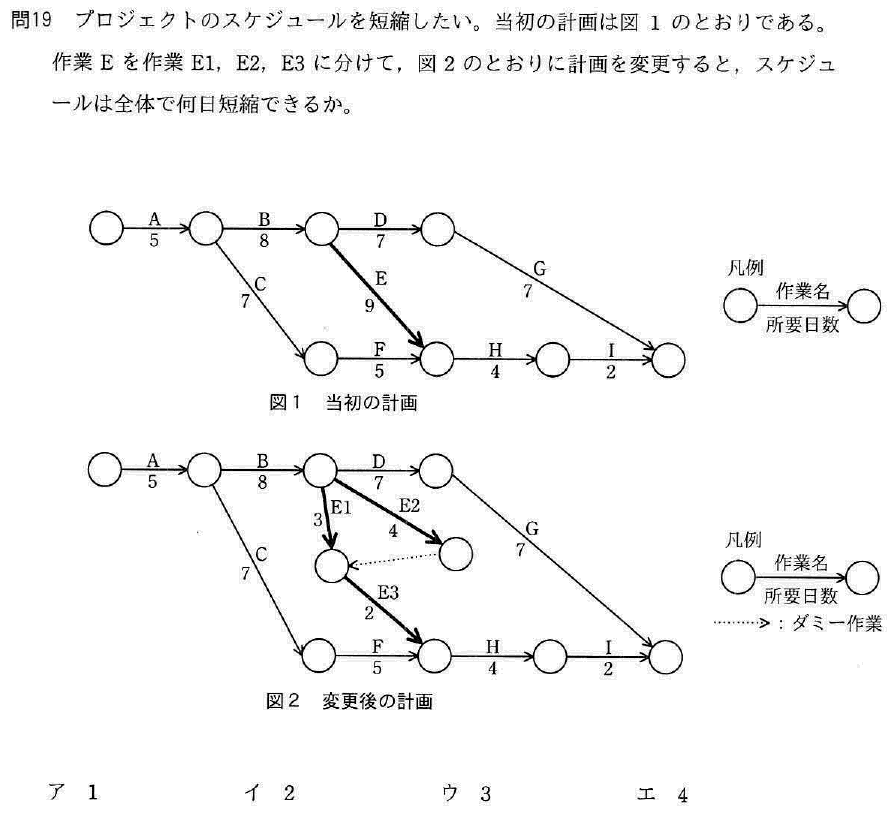 問19 プロジェクトのスケジュールを短縮したい。当初の計画は図 1 のとおりである。
作業 E を作業 E1，E2，E3 に分けて，図 2 のとおりに計画を変更すると，スケジュ
ールは全体で何日短縮できるか。
A
5
B
8
D
7
C
7
E
9
G
7
F
5
H
4
I
2
凡例
作業名
所要日数
図1 当初の計画
A
5
B
8
D
7
E1
3
E2
4
C
7
G
7
E3
2
F
5
H
4
I
2
凡例
作業名
所要日数
：ダミー作業
図2 変更後の計画
ア 1 イ 2 ウ 3 エ 4